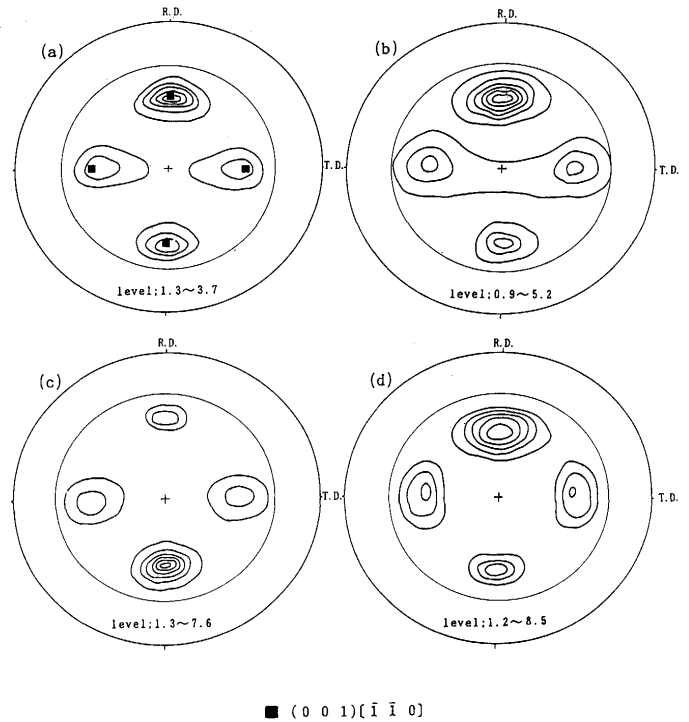 R.D.
(a)
T.D.
level;1.3~3.7
R.D.
(b)
T.D.
level;0.9~5.2
R.D.
(c)
T.D.
level;1.3~7.6
R.D.
(d)
T.D.
level;1.2~8.5
■ (0 0 1)[1̄ 1̄ 0]